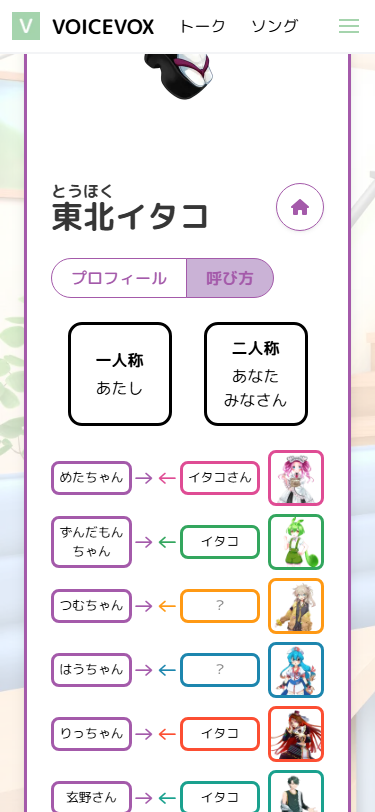 V VOICEVOX トーク ソング
とうほく
東北イタコ
プロフィール 呼び方
一人称
あたし
二人称
あなた
みなさん
めたちゃん → ← イタコさん
ずんだもん
ちゃん → ← イタコ
つむちゃん → ← ?
はうちゃん → ← ?
りっちゃん → ← イタコ
玄野さん → ← イタコ